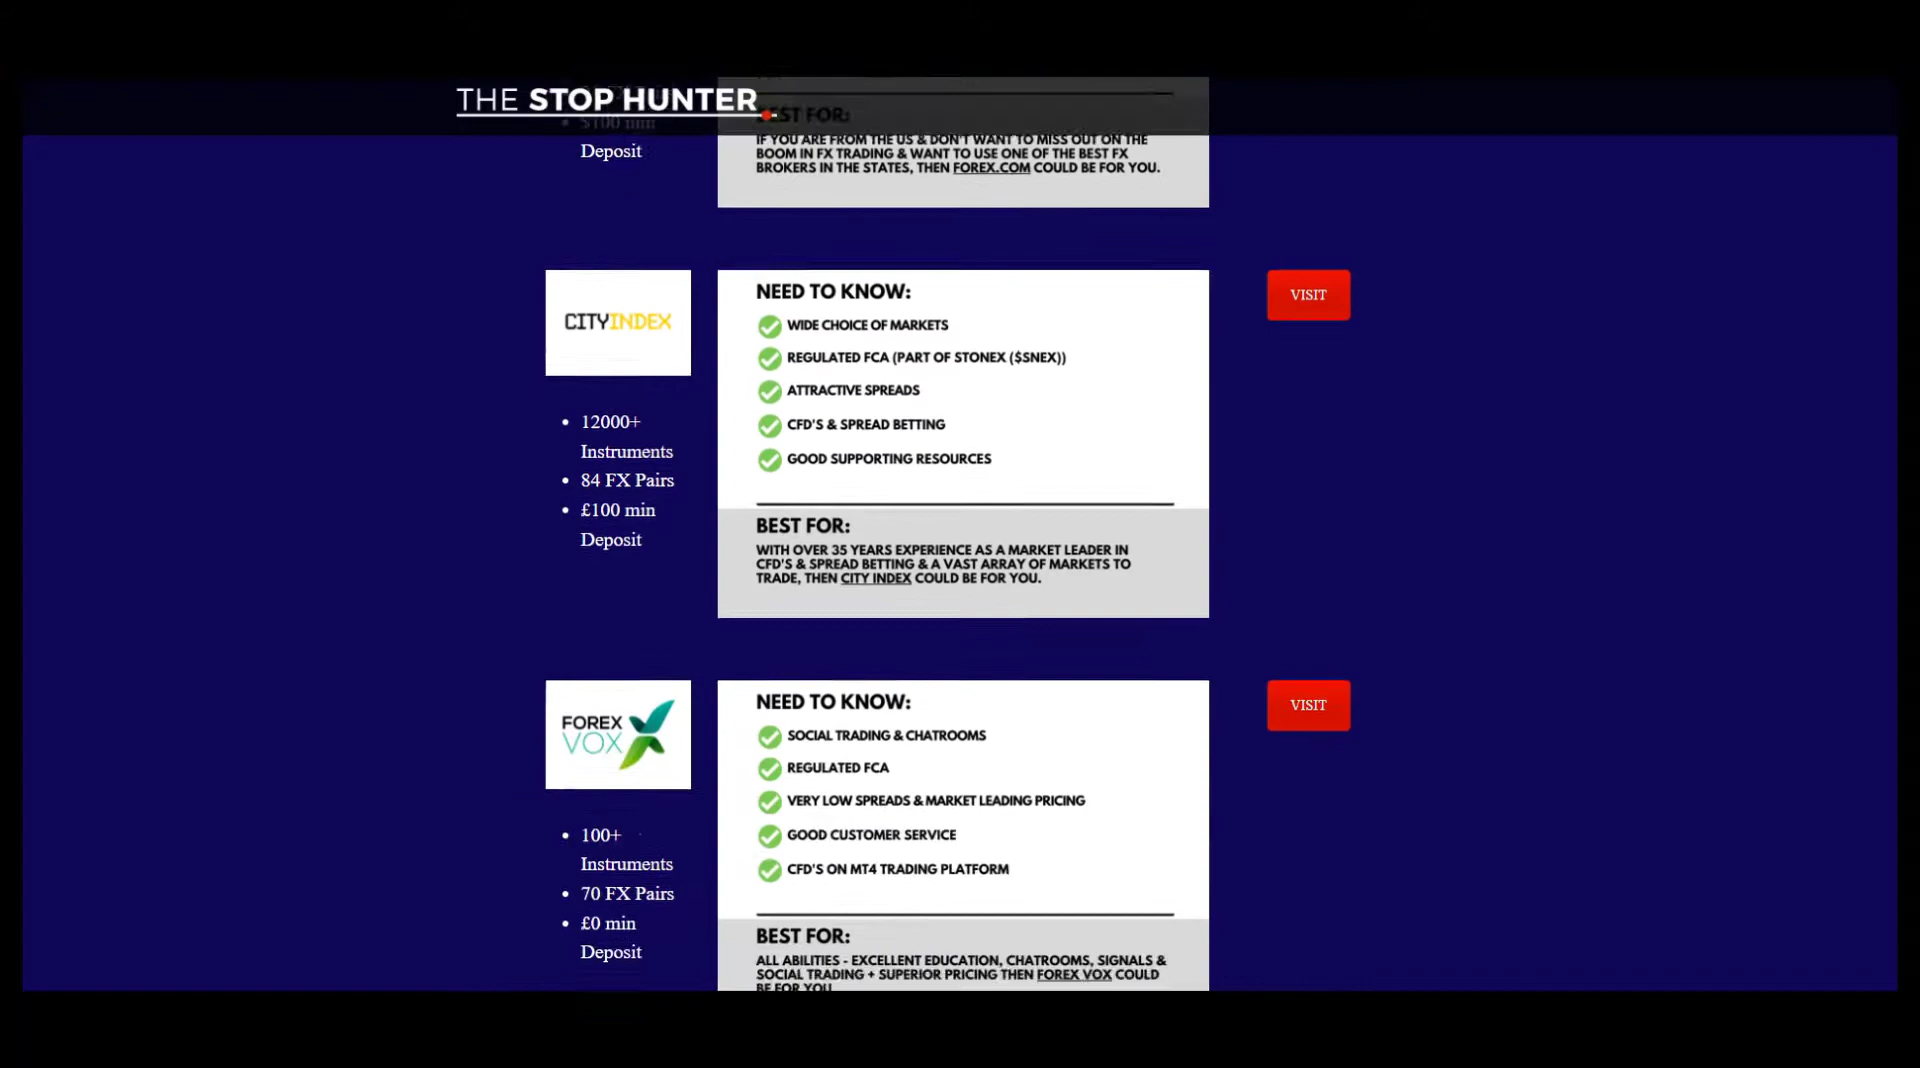 THE STOP HUNTER
$100 min
Deposit
BEST FOR:
IF YOU ARE FROM THE US & DON'T WANT TO MISS OUT ON THE
BOOM IN FX TRADING & WANT TO USE ONE OF THE BEST FX
BROKERS IN THE STATES, THEN FOREX.COM COULD BE FOR YOU.
CITYINDEX
12000+
Instruments
84 FX Pairs
£100 min
Deposit
NEED TO KNOW:
WIDE CHOICE OF MARKETS
REGULATED FCA (PART OF STONEX ($SNEX))
ATTRACTIVE SPREADS
CFD'S & SPREAD BETTING
GOOD SUPPORTING RESOURCES
BEST FOR:
WITH OVER 35 YEARS EXPERIENCE AS A MARKET LEADER IN
CFD'S & SPREAD BETTING & A VAST ARRAY OF MARKETS TO
TRADE, THEN CITY INDEX COULD BE FOR YOU.
VISIT
FOREX
VOX
100+
Instruments
70 FX Pairs
£0 min
Deposit
NEED TO KNOW:
SOCIAL TRADING & CHATROOMS
REGULATED FCA
VERY LOW SPREADS & MARKET LEADING PRICING
GOOD CUSTOMER SERVICE
CFD'S ON MT4 TRADING PLATFORM
BEST FOR:
ALL ABILITIES - EXCELLENT EDUCATION, CHATROOMS, SIGNALS &
SOCIAL TRADING + SUPERIOR PRICING THEN FOREX VOX COULD
BE FOR YOU
VISIT